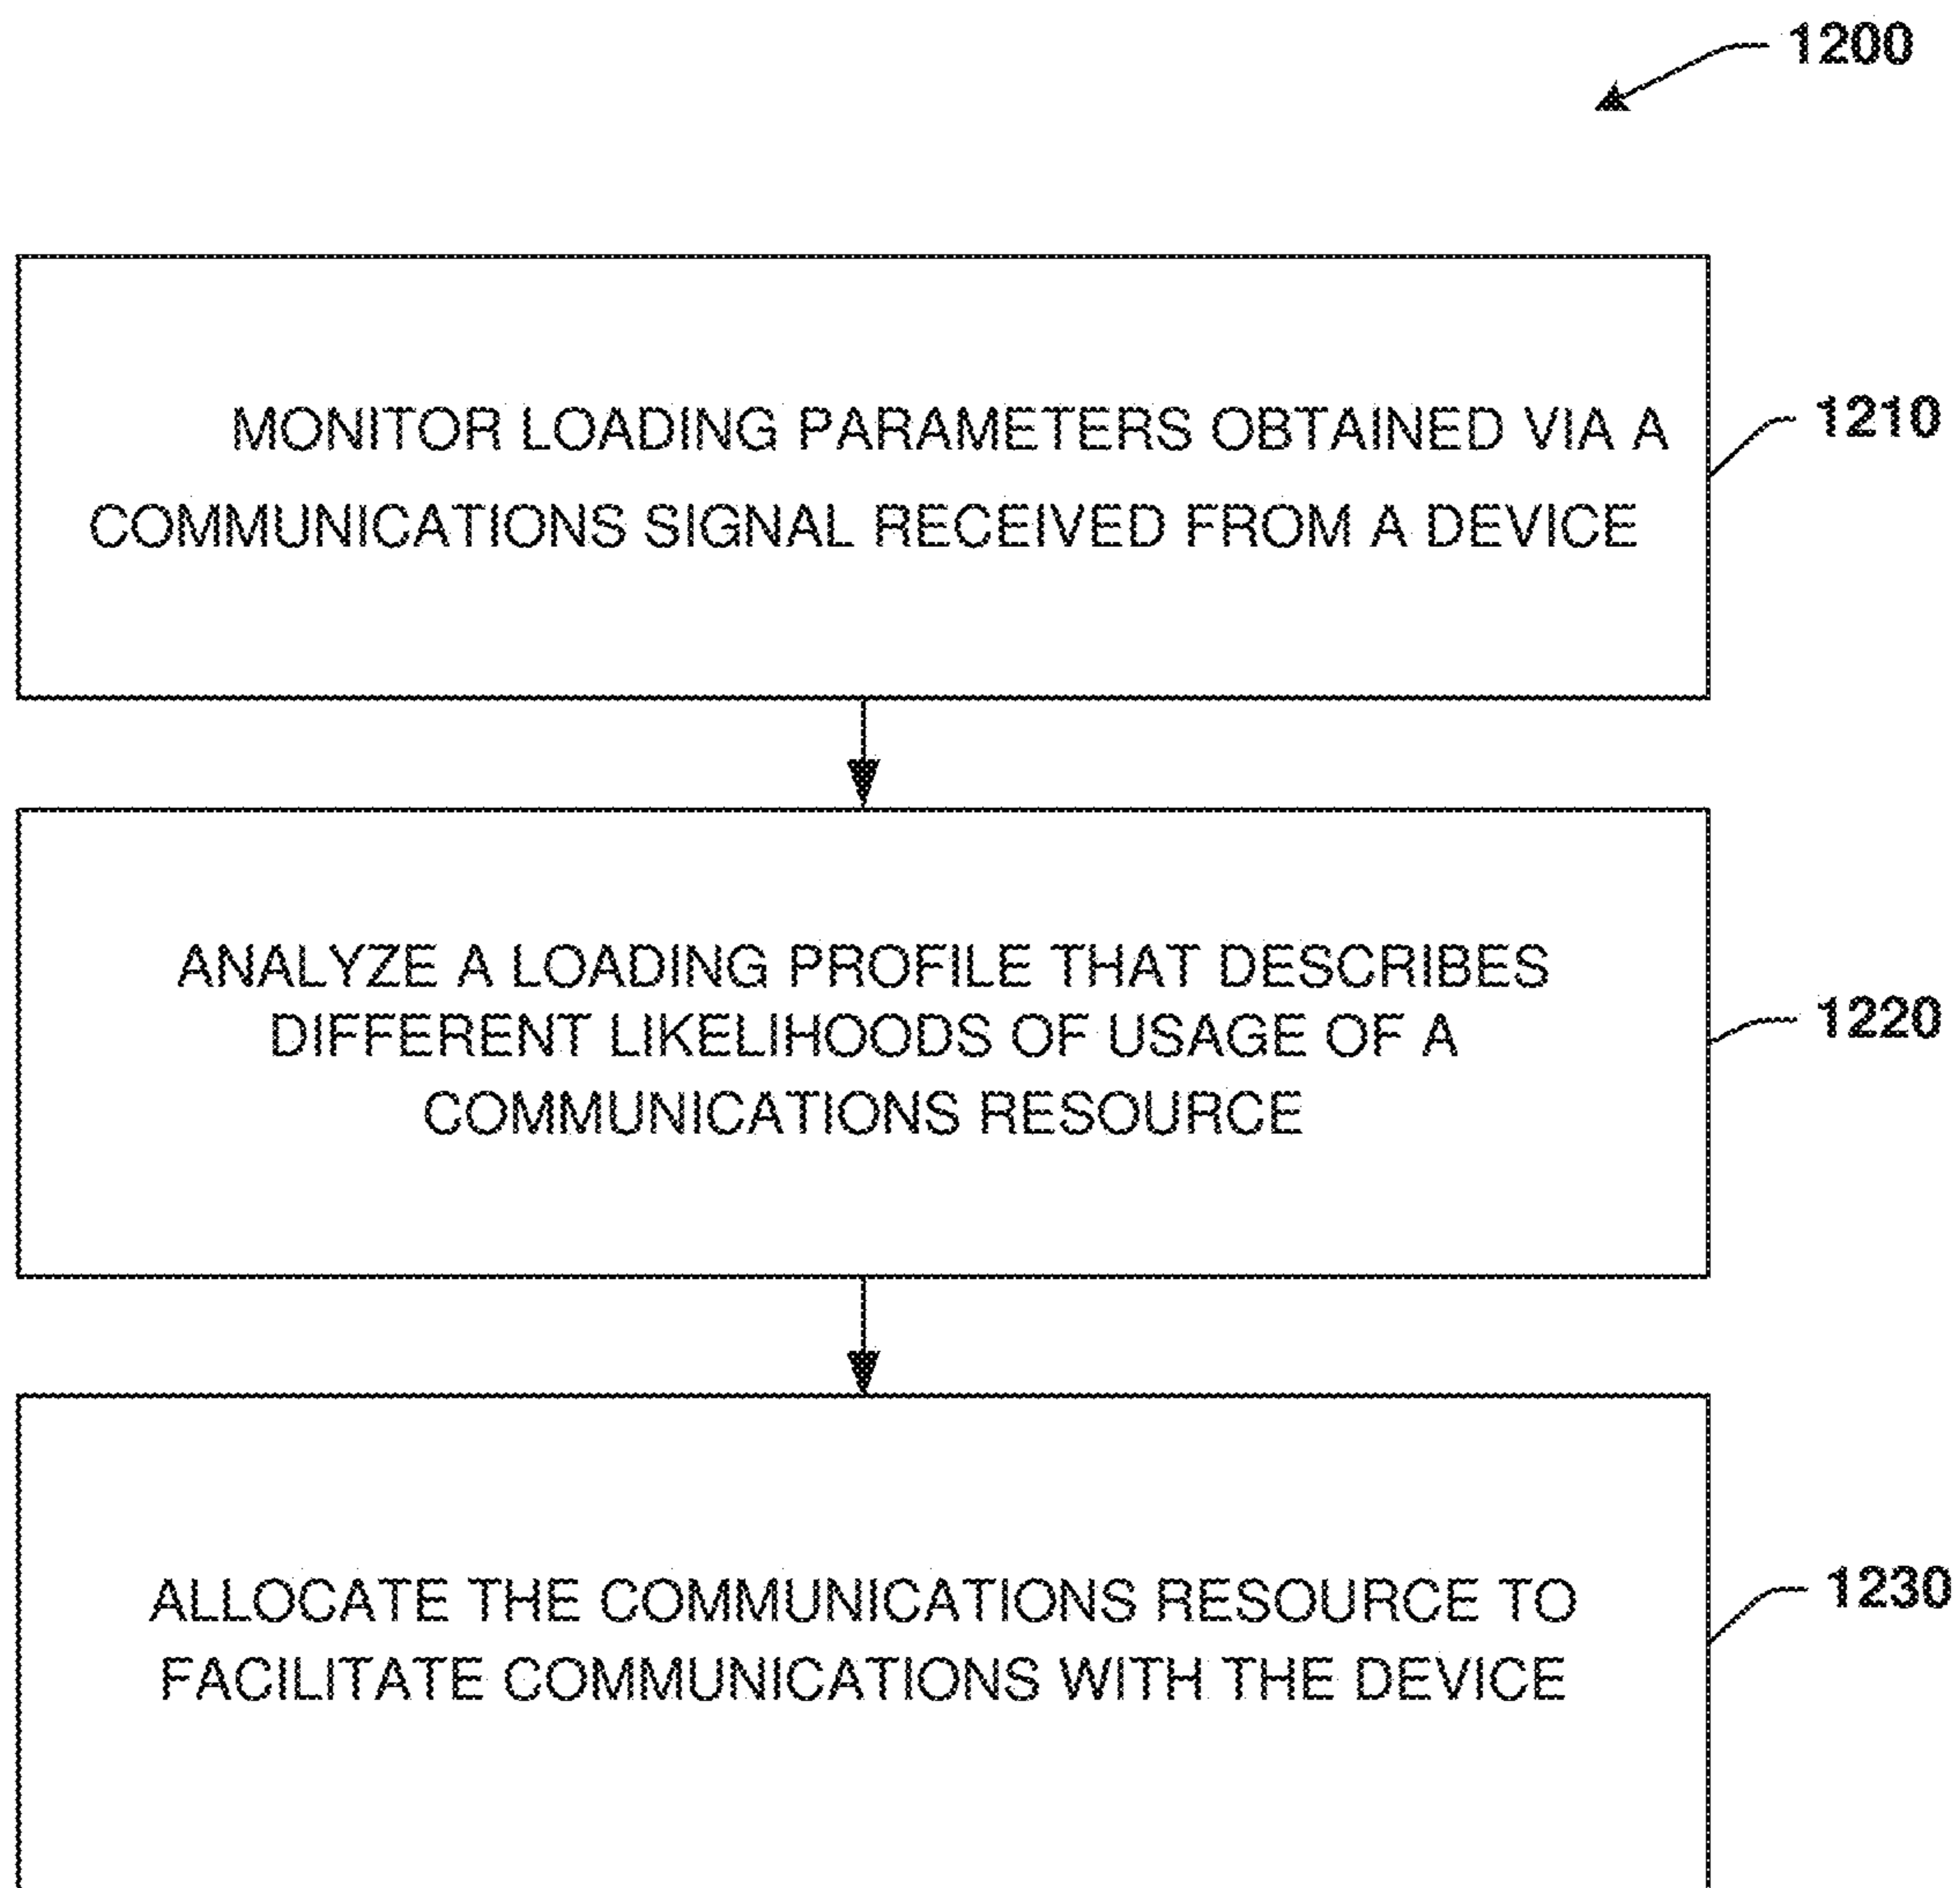 1200
MONITOR LOADING PARAMETERS OBTAINED VIA A
COMMUNICATIONS SIGNAL RECEIVED FROM A DEVICE
1210
ANALYZE A LOADING PROFILE THAT DESCRIBES
DIFFERENT LIKELIHOODS OF USAGE OF A
COMMUNICATIONS RESOURCE
1220
ALLOCATE THE COMMUNICATIONS RESOURCE TO
FACILITATE COMMUNICATIONS WITH THE DEVICE
1230